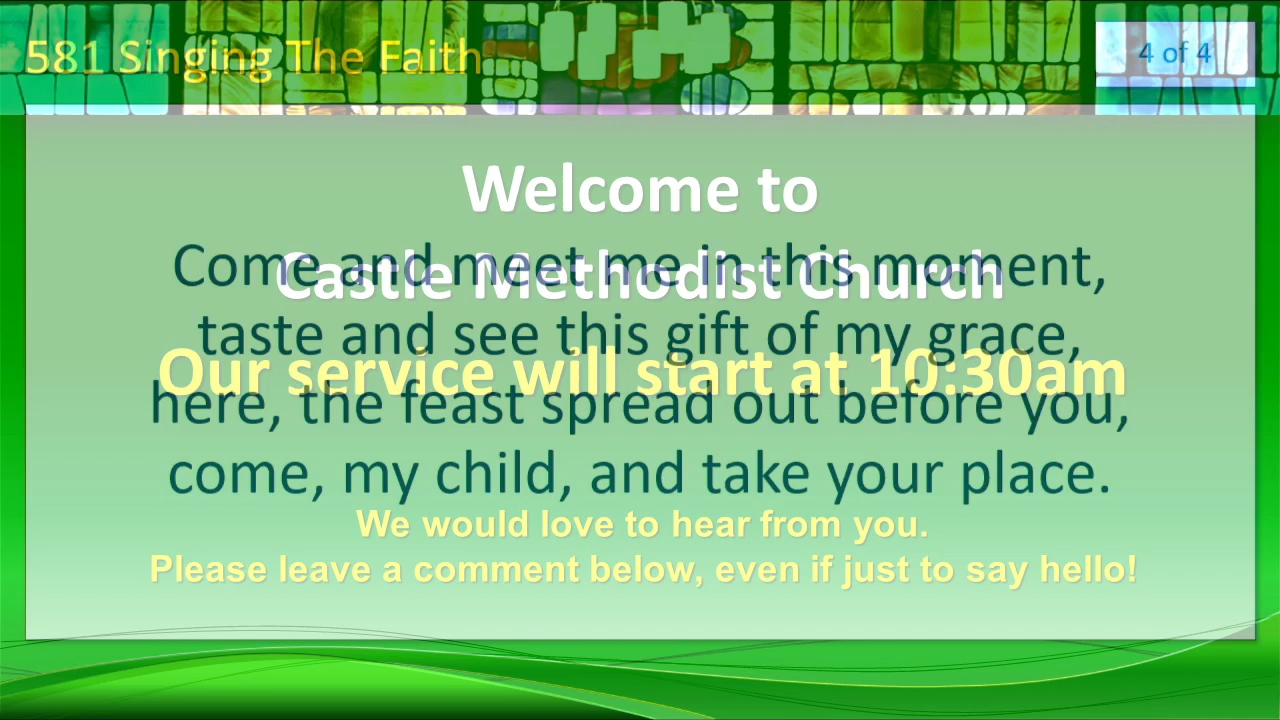 581 Singing The Faith
4 of 4
Welcome to
Castle Methodist Church
Our service will start at 10:30am
Come and meet me in this moment,
taste and see this gift of my grace,
here, the feast spread out before you,
come, my child, and take your place.
We would love to hear from you.
Please leave a comment below, even if just to say hello!